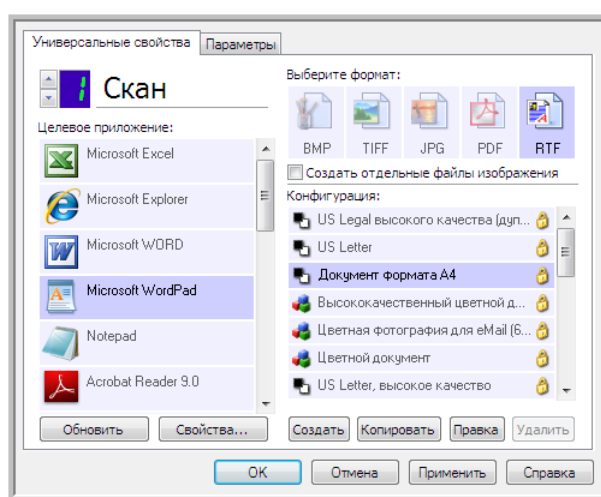 Универсальные свойства
Параметры
1
Скан
Целевое приложение:
Microsoft Excel
Microsoft Explorer
Microsoft WORD
Microsoft WordPad
Notepad
Acrobat Reader 9.0
Обновить
Свойства...
Выберите формат:
BMP
TIFF
JPG
PDF
RTF
Создать отдельные файлы изображения
Конфигурация:
US Legal высокого качества (дуп...
US Letter
Документ формата A4
Высококачественный цветной д...
Цветная фотография для eMail (6...
Цветной документ
US Letter, высокое качество
Создать
Копировать
Правка
Удалить
OK
Отмена
Применить
Справка